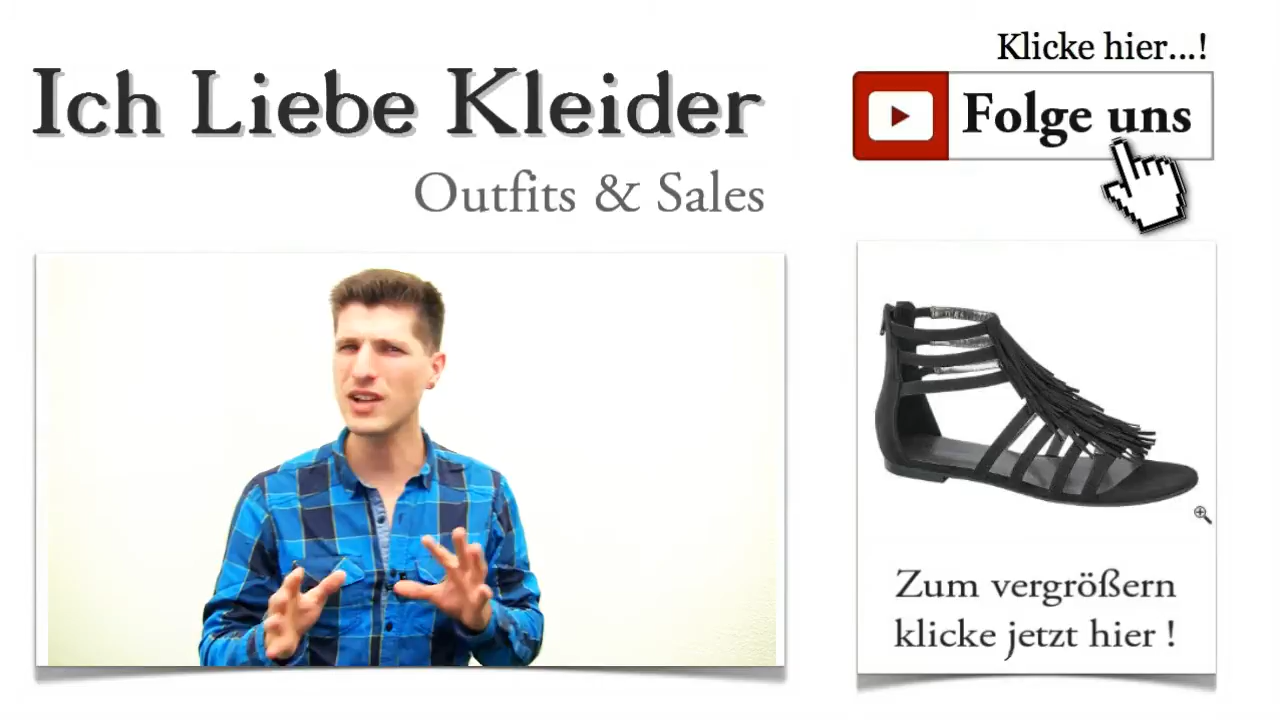 Ich Liebe Kleider
Outfits & Sales
Klicke hier...!
Folge uns
Zum vergrößern
klicke jetzt hier !